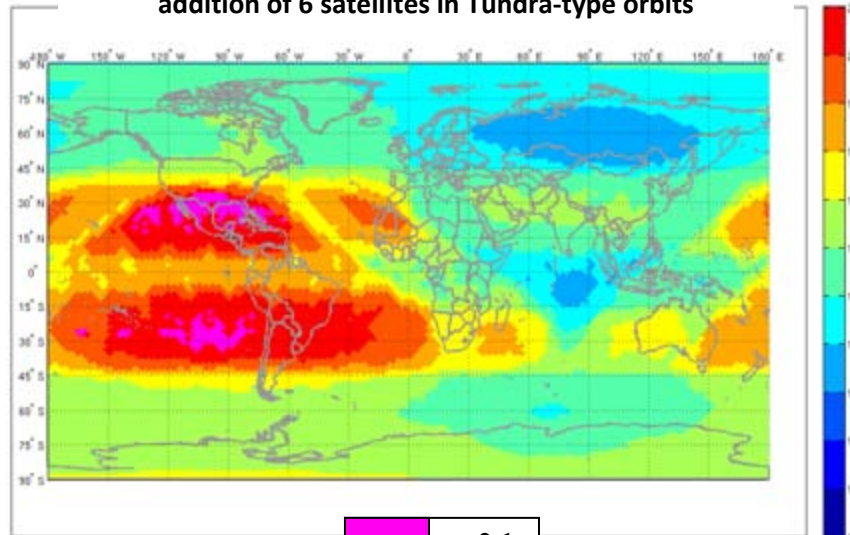 addition of 6 satellites in Tundra-type orbits
150° W 120° W 90° W 60° W 30° W 0° 30° E 60° E 90° E 120° E 150° E 180° E
90° N
75° N
60° N
45° N
30° N
15° N
0°
15° S
30° S
45° S
60° S
75° S
90° S